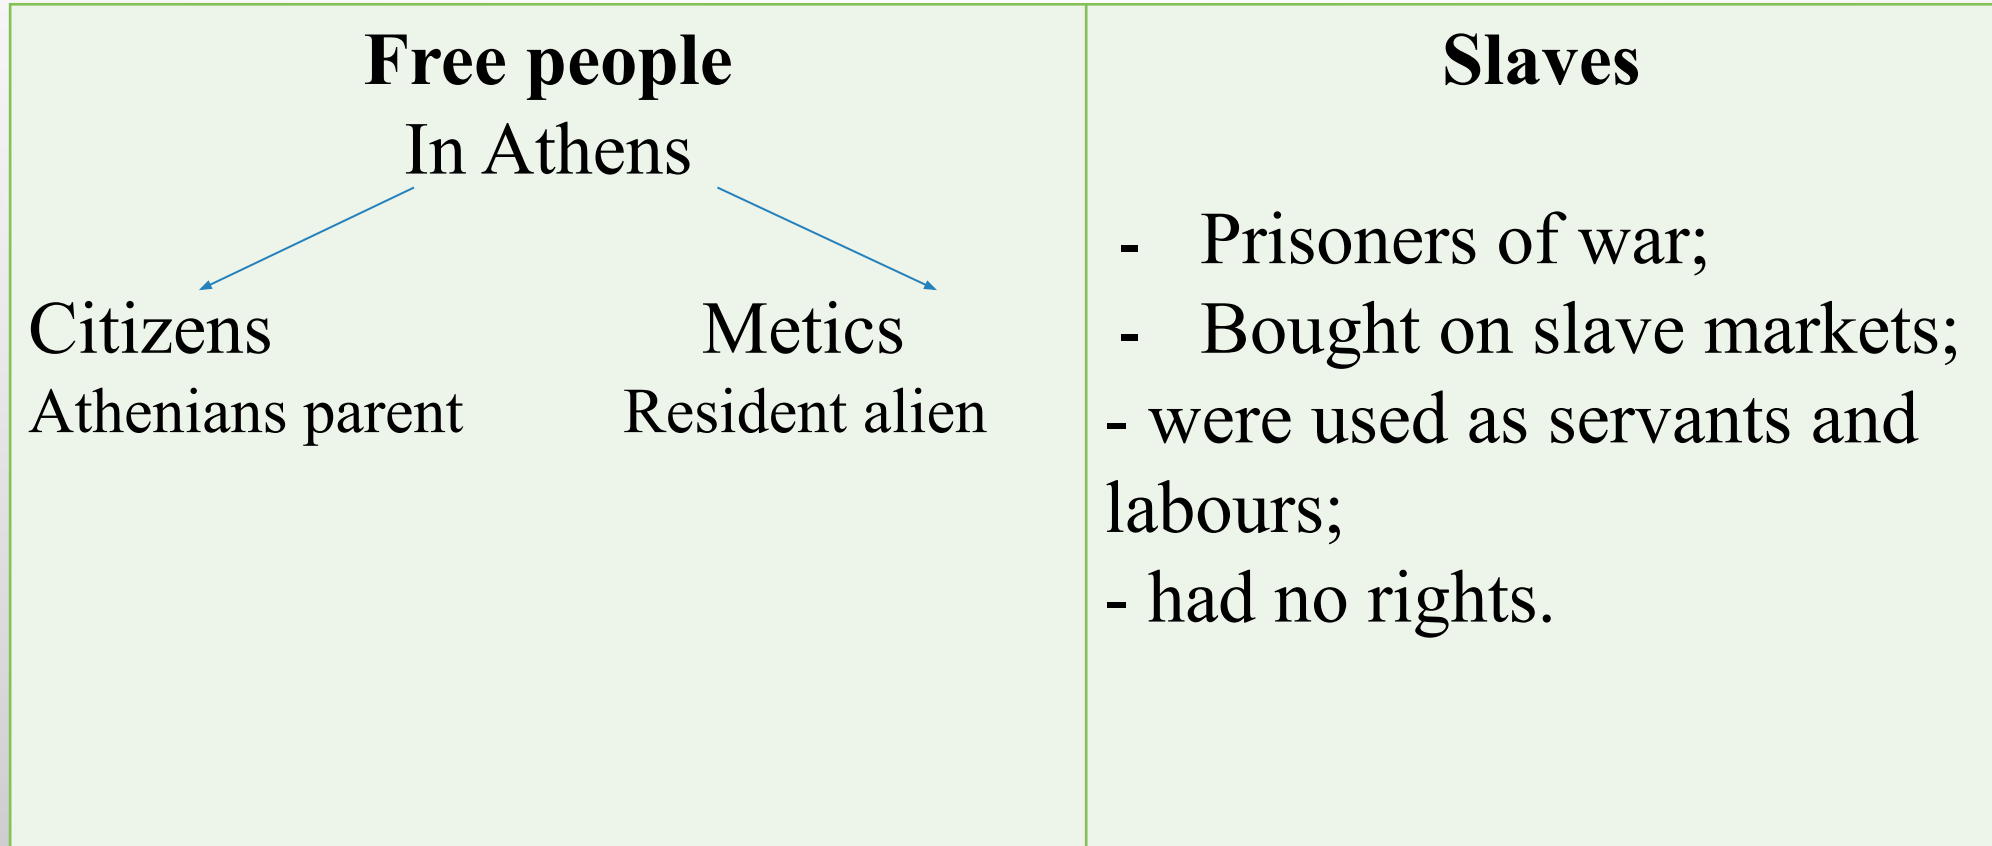 Free people
In Athens
Citizens Metics
Athenians parent Resident alien
Slaves
- Prisoners of war;
- Bought on slave markets;
- were used as servants and
labours;
- had no rights.